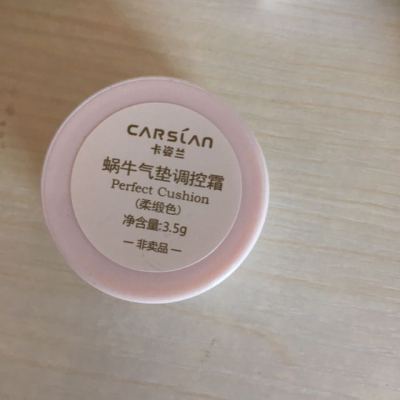 CARSLAN
卡姿兰
蜗牛气垫调控霜
Perfect Cushion
(柔缎色)
净含量:3.5g
— 非卖品 —